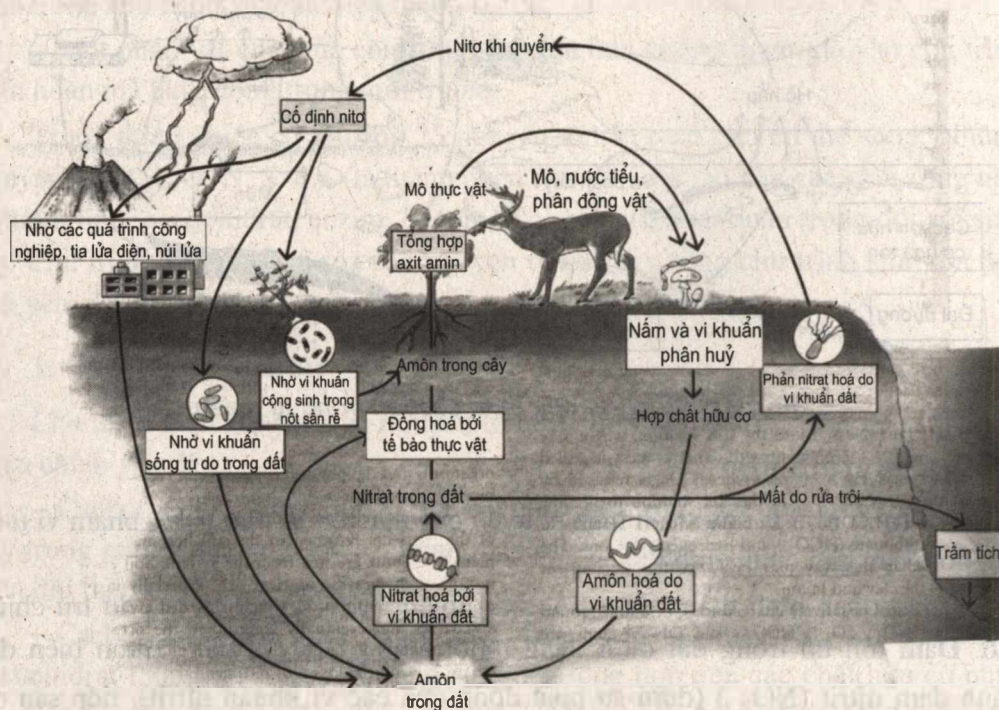 Nitơ khí quyển
Cố định nitơ
Mô thực vật
Mô, nước tiểu,
phân động vật
Nhờ các quá trình công
nghiệp, tia lửa điện, núi lửa
Tổng hợp
axit amin
Nấm và vi khuẩn
phân huỷ
Phản nitrat hoá do
vi khuẩn đất
Nhờ vi khuẩn
cộng sinh trong
nốt sần rễ
Amôn trong cây
Hợp chất hữu cơ
Nhờ vi khuẩn
sống tự do trong đất
Đồng hoá bởi
tế bào thực vật
Nitrat trong đất
Mất do rửa trôi
Trầm tích
Nitrat hoá bởi
vi khuẩn đất
Amôn hoá do
vi khuẩn đất
Amôn
trong đất